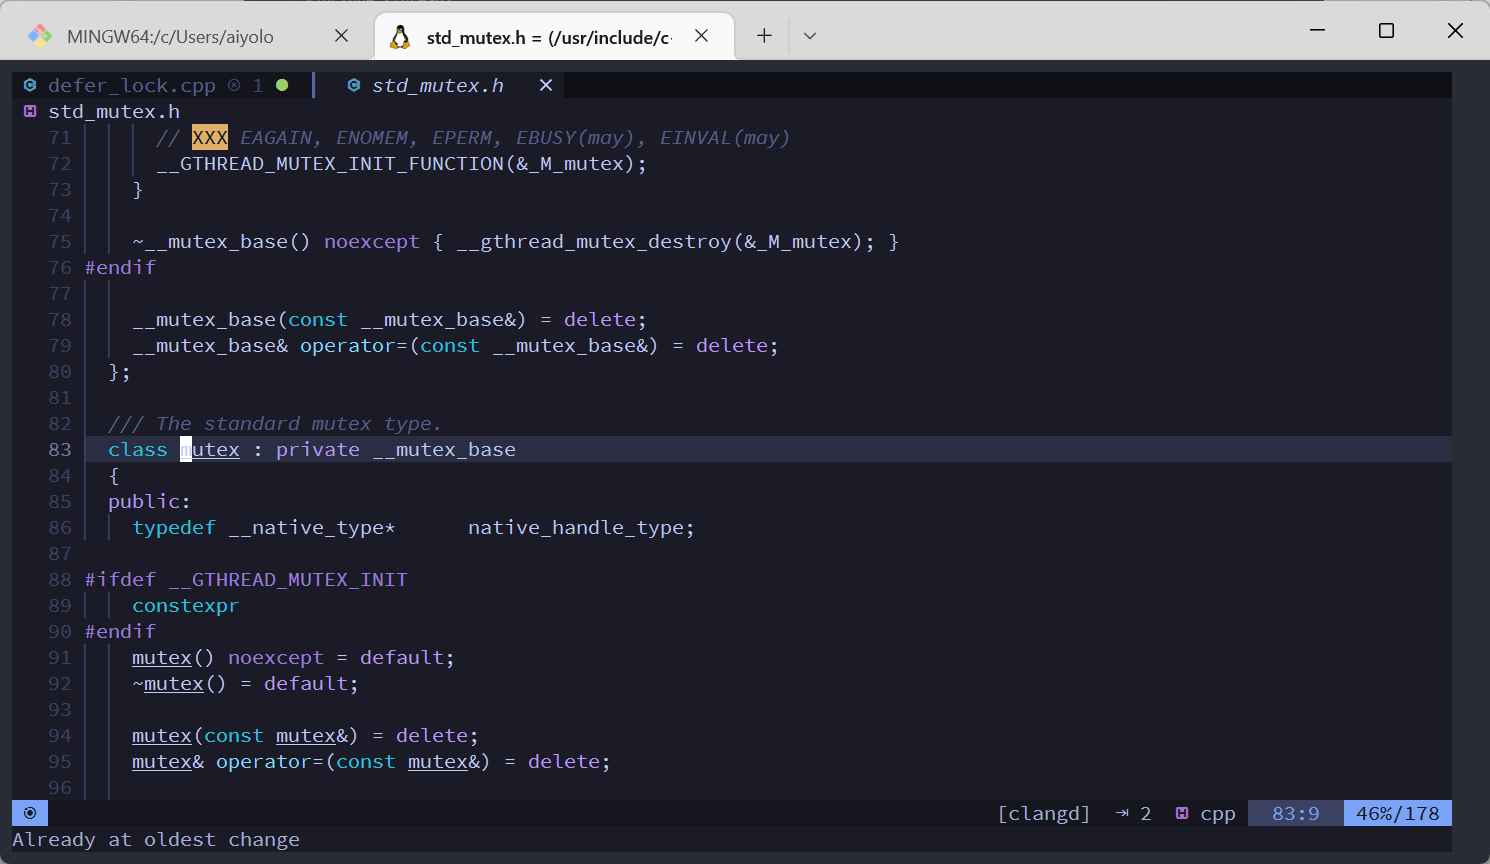 MINGW64:/c/Users/aiyolo
std_mutex.h = (/usr/include/c
defer_lock.cpp 1 std_mutex.h
std_mutex.h
71 // XXX EAGAIN, ENOMEM, EPERM, EBUSY(may), EINVAL(may)
72 __GTHREAD_MUTEX_INIT_FUNCTION(&_M_mutex);
73 }
74
75 ~__mutex_base() noexcept { __gthread_mutex_destroy(&_M_mutex); }
76 #endif
77
78 __mutex_base(const __mutex_base&) = delete;
79 __mutex_base& operator=(const __mutex_base&) = delete;
80 };
81
82 /// The standard mutex type.
83 class mutex : private __mutex_base
84 {
85 public:
86 typedef __native_type* native_handle_type;
87
88 #ifdef __GTHREAD_MUTEX_INIT
89 constexpr
90 #endif
91 mutex() noexcept = default;
92 ~mutex() = default;
93
94 mutex(const mutex&) = delete;
95 mutex& operator=(const mutex&) = delete;
96
[clangd] ⇥ 2 cpp 83:9 46%/178
Already at oldest change